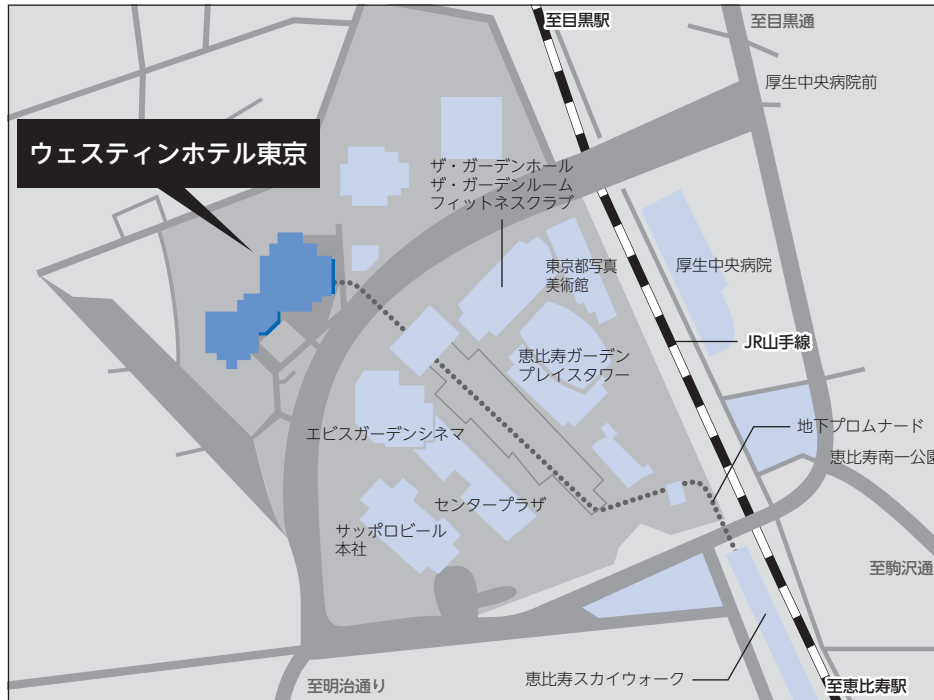 至目黒駅
至目黒通
厚生中央病院前
ウェスティンホテル東京
ザ・ガーデンホール
ザ・ガーデンルーム
フィットネスクラブ
東京都写真
美術館
厚生中央病院
JR山手線
恵比寿ガーデン
プレイスタワー
エビスガーデンシネマ
地下プロムナード
恵比寿南一公園
センタープラザ
サッポロビール
本社
至駒沢通
恵比寿スカイウォーク
至明治通り
至恵比寿駅